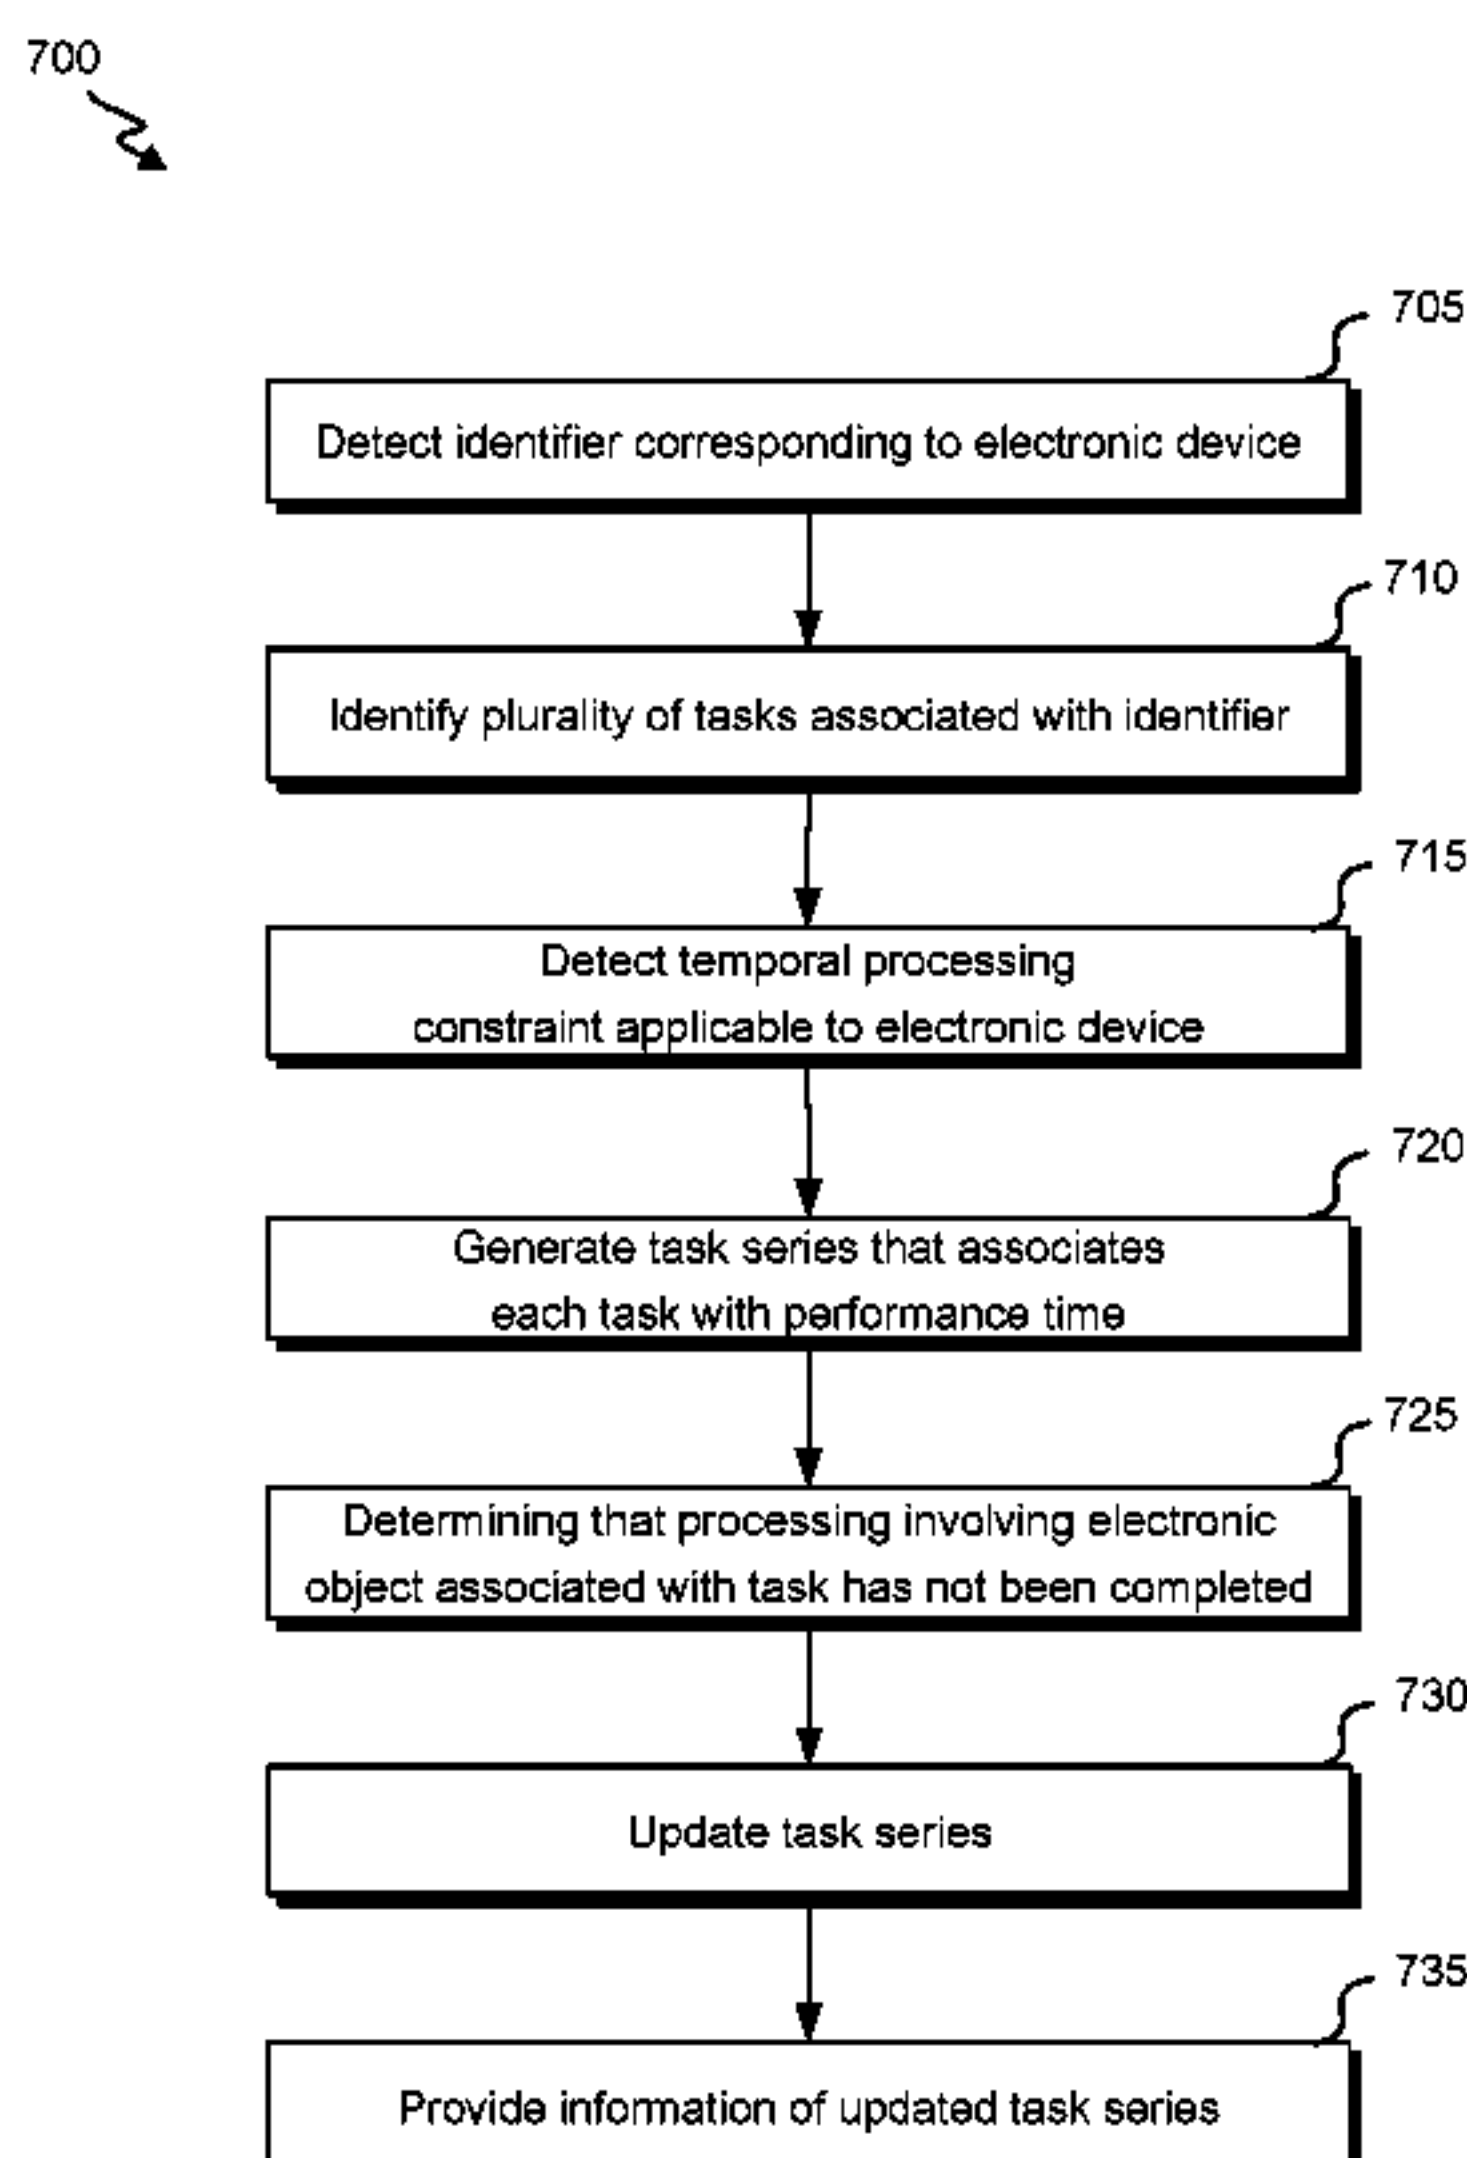 700
705
Detect identifier corresponding to electronic device
710
Identify plurality of tasks associated with identifier
715
Detect temporal processing
constraint applicable to electronic device
720
Generate task series that associates
each task with performance time
725
Determining that processing involving electronic
object associated with task has not been completed
730
Update task series
735
Provide information of updated task series